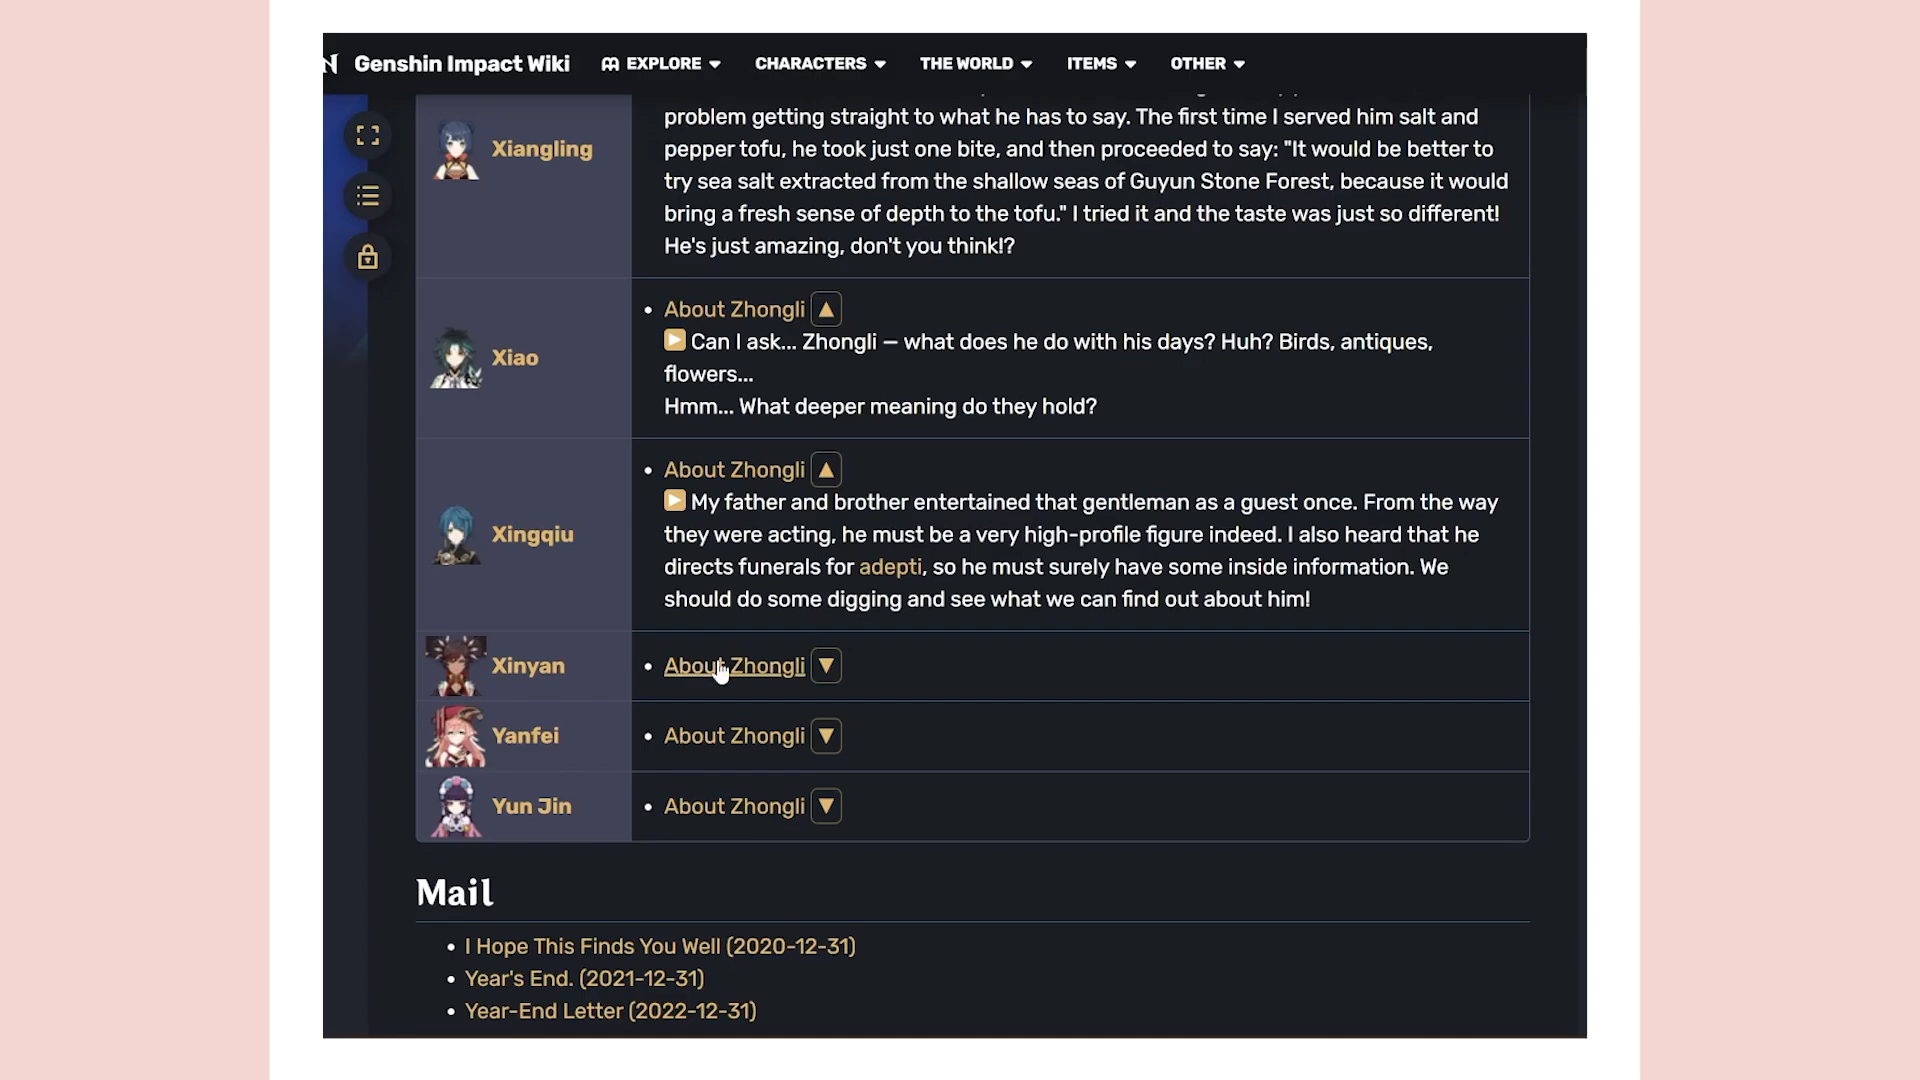 Genshin Impact Wiki EXPLORE CHARACTERS THE WORLD ITEMS OTHER
Xiangling
problem getting straight to what he has to say. The first time I served him salt and
pepper tofu, he took just one bite, and then proceeded to say: "It would be better to
try sea salt extracted from the shallow seas of Guyun Stone Forest, because it would
bring a fresh sense of depth to the tofu." I tried it and the taste was just so different!
He's just amazing, don't you think!?
Xiao
• About Zhongli
Can I ask... Zhongli — what does he do with his days? Huh? Birds, antiques,
flowers...
Hmm... What deeper meaning do they hold?
Xingqiu
• About Zhongli
My father and brother entertained that gentleman as a guest once. From the way
they were acting, he must be a very high-profile figure indeed. I also heard that he
directs funerals for adepti, so he must surely have some inside information. We
should do some digging and see what we can find out about him!
Xinyan
• About Zhongli
Yanfei
• About Zhongli
Yun Jin
• About Zhongli
Mail
• I Hope This Finds You Well (2020-12-31)
• Year's End. (2021-12-31)
• Year-End Letter (2022-12-31)